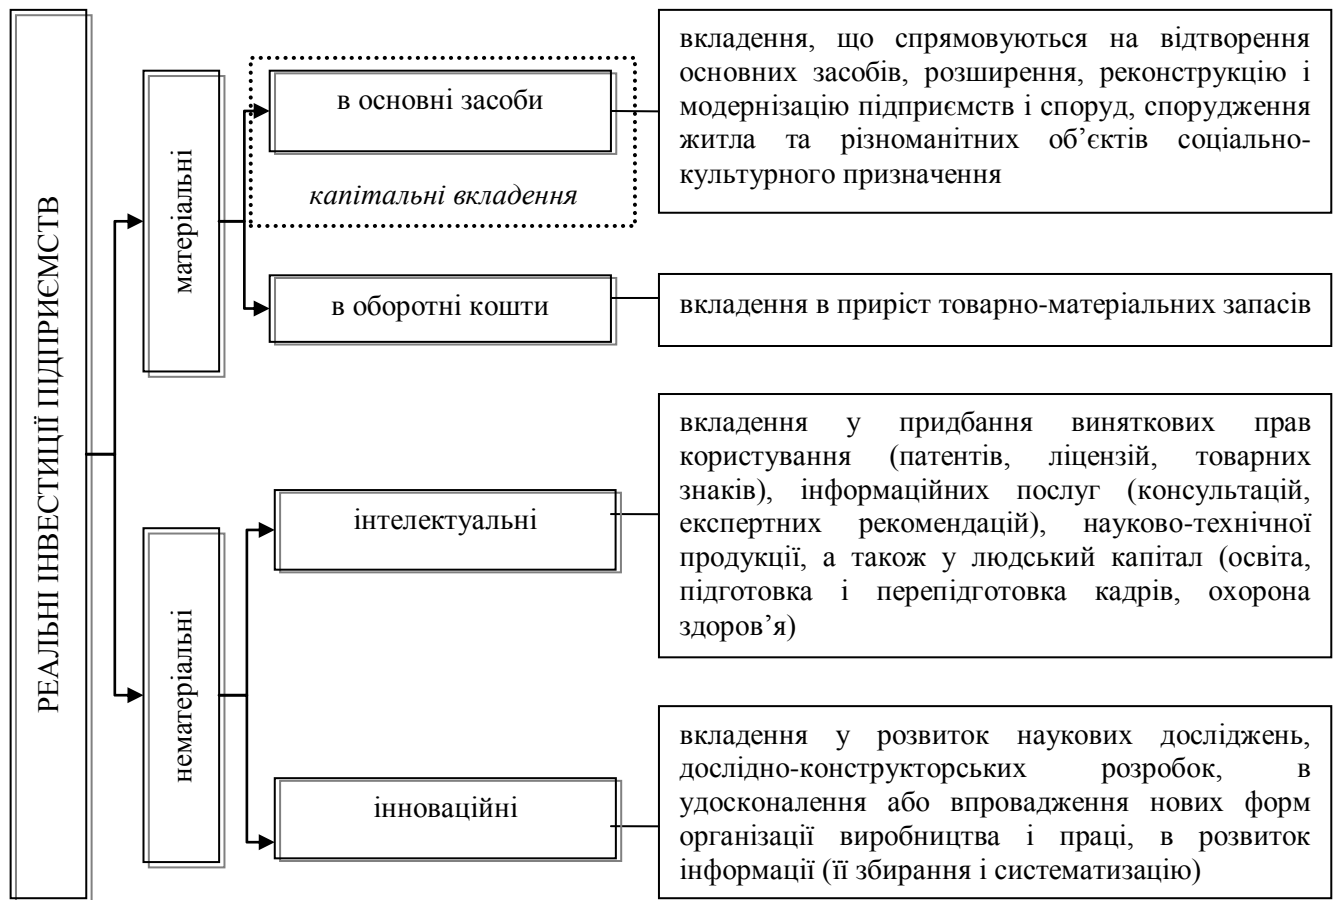 РЕАЛЬНІ ІНВЕСТИЦІЇ ПІДПРИЄМСТВ
матеріальні
в основні засоби
капітальні вкладення
вкладення, що спрямовуються на відтворення
основних засобів, розширення, реконструкцію і
модернізацію підприємств і споруд, спорудження
житла та різноманітних об’єктів соціально-
культурного призначення
в оборотні кошти
вкладення в приріст товарно-матеріальних запасів
нематеріальні
інтелектуальні
вкладення у придбання виняткових прав
користування (патентів, ліцензій, товарних
знаків), інформаційних послуг (консультацій,
експертних рекомендацій), науково-технічної
продукції, а також у людський капітал (освіта,
підготовка і перепідготовка кадрів, охорона
здоров’я)
інноваційні
вкладення у розвиток наукових досліджень,
дослідно-конструкторських розробок, в
удосконалення або впровадження нових форм
організації виробництва і праці, в розвиток
інформації (її збирання і систематизацію)